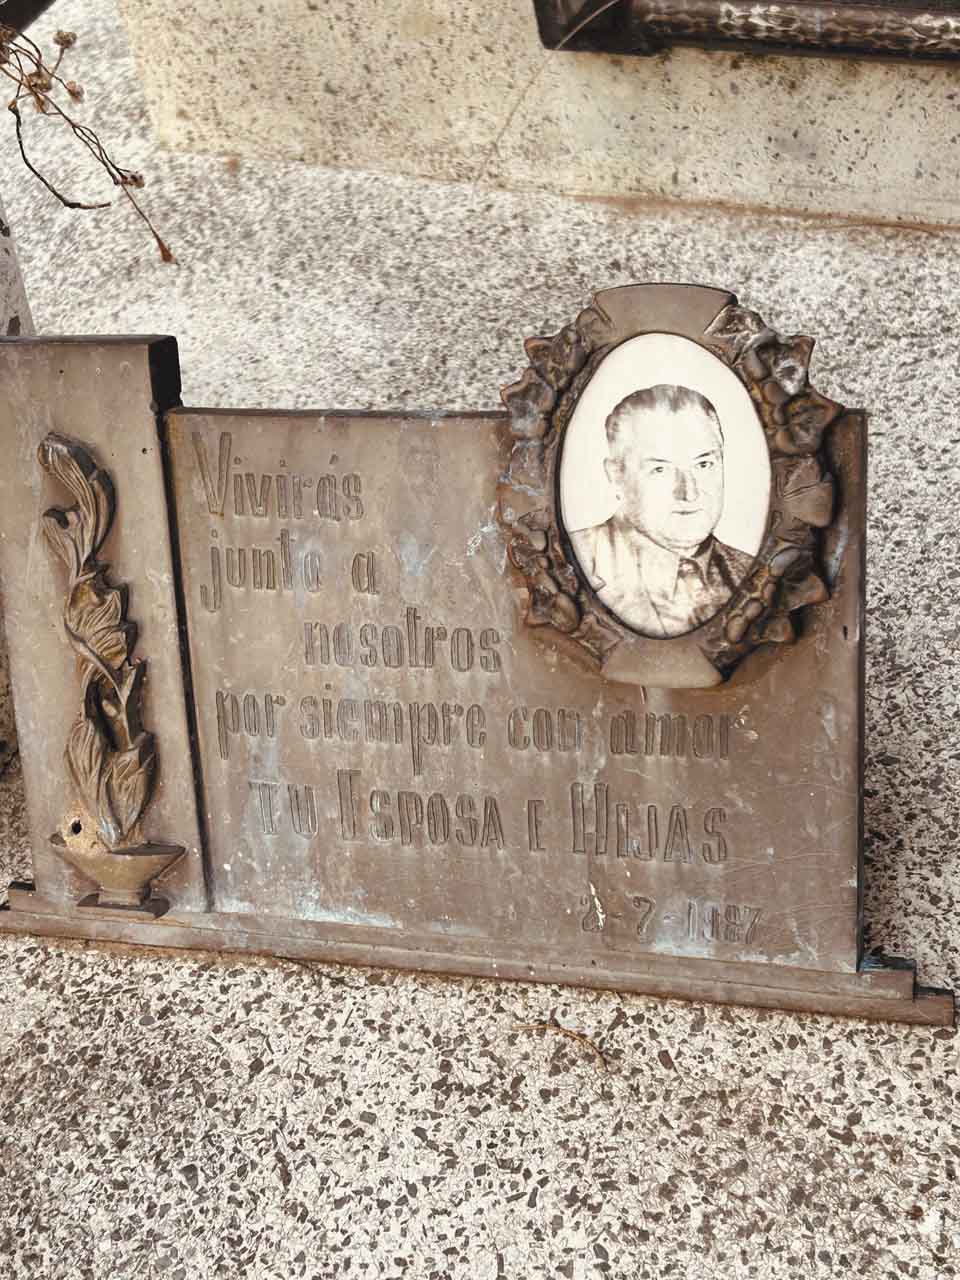 Vivirás
junto a
nosotros
por siempre con amor
TU ESPOSA E HIJAS
2-7-1987